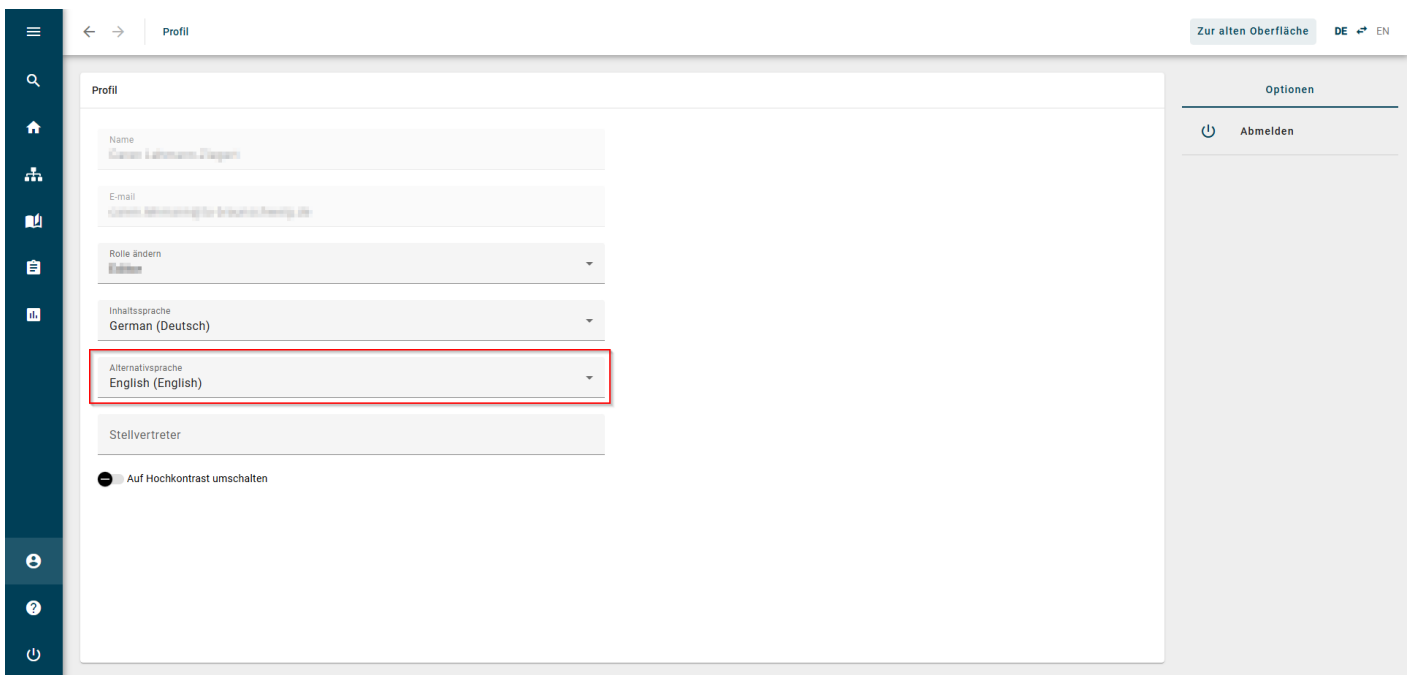 Profil
Zur alten Oberfläche
DE
EN
Profil
Name
E-mail
Rolle ändern
Inhaltssprache
German (Deutsch)
Alternativsprache
English (English)
Stellvertreter
Auf Hochkontrast umschalten
Optionen
Abmelden